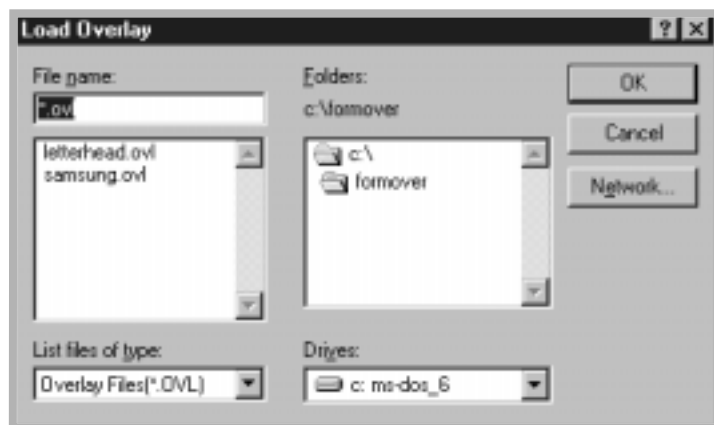 Load Overlay
File name:
*.ovl
letterhead.ovl
samsung.ovl
List files of type:
Overlay Files(*.OVL)
Folders:
c:\formover
c:\
formover
Drives:
c: ms-dos_6
OK
Cancel
Network...